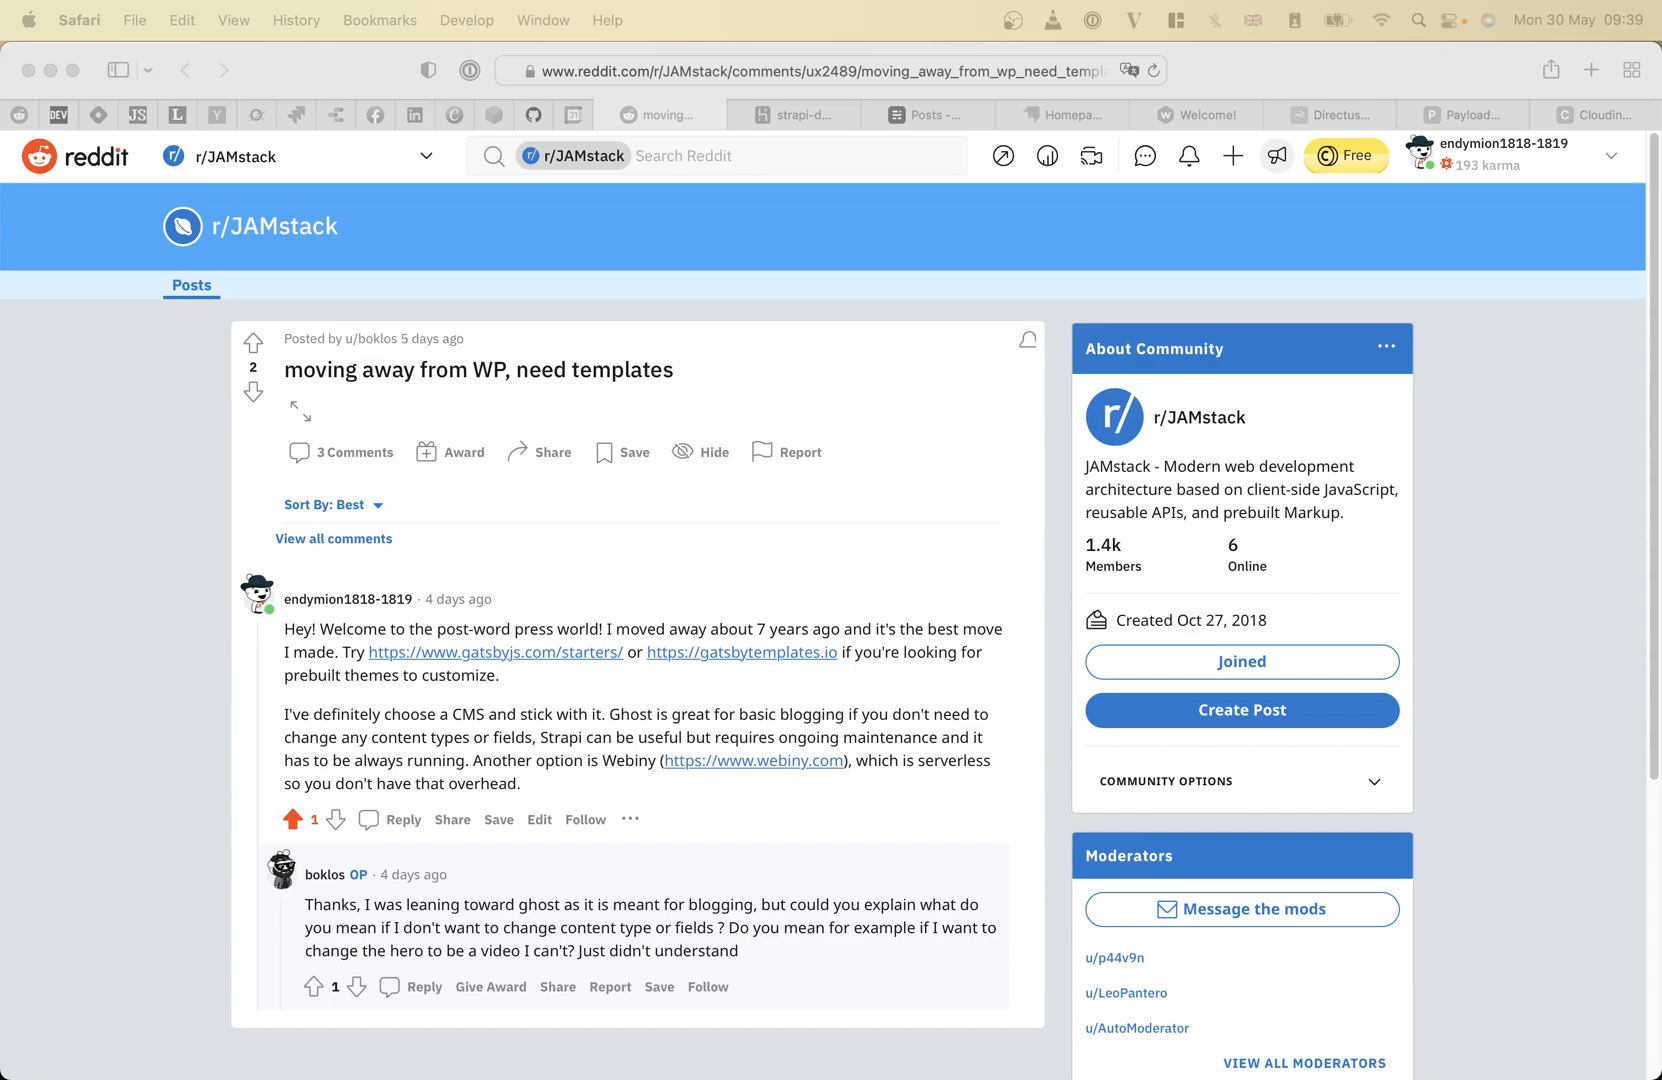 Safari File Edit View History Bookmarks Develop Window Help Mon 30 May 09:39
www.reddit.com/r/JAMstack/comments/ux2489/moving_away_from_wp_need_templa
DEV JS L Y 31 moving... strapi-d... Posts -... Homepa... W Welcome! Directus... P Payload... C Cloudin...
reddit r/JAMstack r/JAMstack Search Reddit Free endymion1818-1819
193 karma
r/JAMstack
Posts
Posted by u/boklos 5 days ago
2
moving away from WP, need templates
3 Comments Award Share Save Hide Report
Sort By: Best
View all comments
endymion1818-1819 · 4 days ago
Hey! Welcome to the post-word press world! I moved away about 7 years ago and it's the best move
I made. Try https://www.gatsbyjs.com/starters/ or https://gatsbytemplates.io if you're looking for
prebuilt themes to customize.
I've definitely choose a CMS and stick with it. Ghost is great for basic blogging if you don't need to
change any content types or fields, Strapi can be useful but requires ongoing maintenance and it
has to be always running. Another option is Webiny (https://www.webiny.com), which is serverless
so you don't have that overhead.
1 Reply Share Save Edit Follow ...
boklos OP · 4 days ago
Thanks, I was leaning toward ghost as it is meant for blogging, but could you explain what do
you mean if I don't want to change content type or fields ? Do you mean for example if I want to
change the hero to be a video I can't? Just didn't understand
1 Reply Give Award Share Report Save Follow
About Community ...
r/ r/JAMstack
JAMstack - Modern web development
architecture based on client-side JavaScript,
reusable APIs, and prebuilt Markup.
1.4k 6
Members Online
Created Oct 27, 2018
Joined
Create Post
COMMUNITY OPTIONS
Moderators
Message the mods
u/p44v9n
u/LeoPantero
u/AutoModerator
VIEW ALL MODERATORS